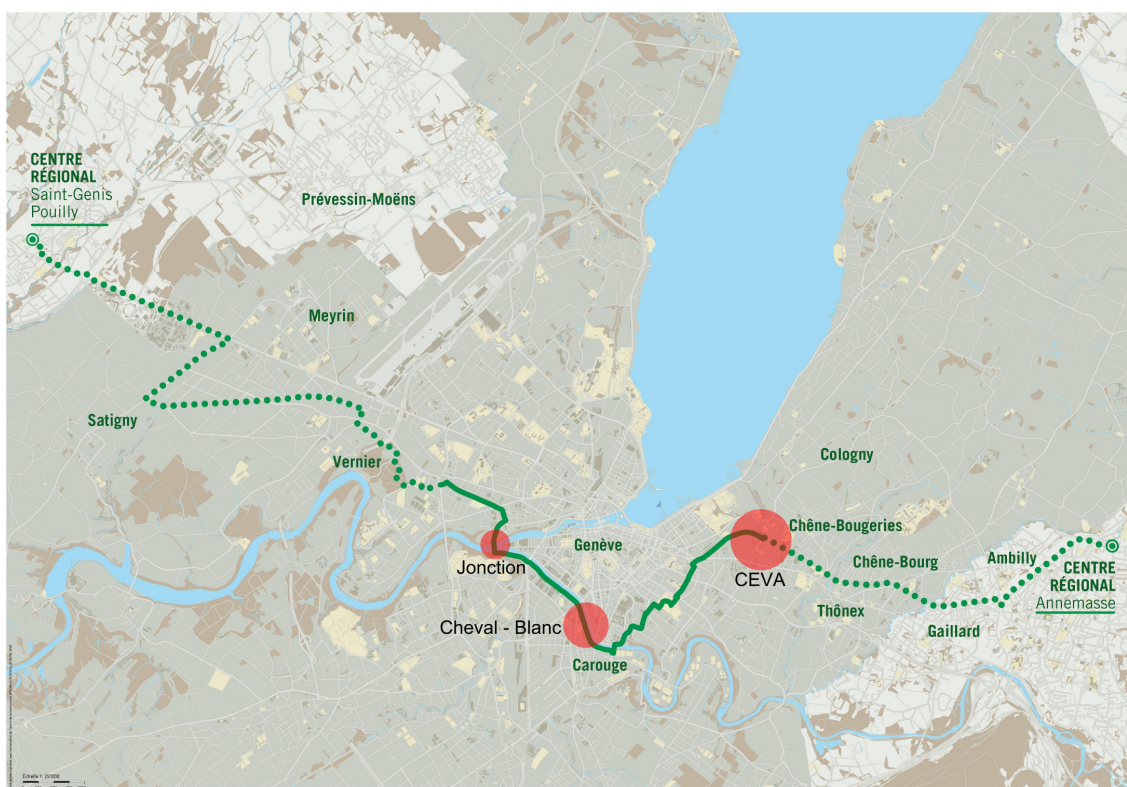 CENTRE
RÉGIONAL
Saint-Genis
Pouilly
Prévessin-Moëns
Meyrin
Satigny
Vernier
Cologny
Chêne-Bougeries
Genève
Jonction
CEVA
Chêne-Bourg
Ambilly
CENTRE
RÉGIONAL
Annemasse
Thônex
Gaillard
Cheval - Blanc
Carouge